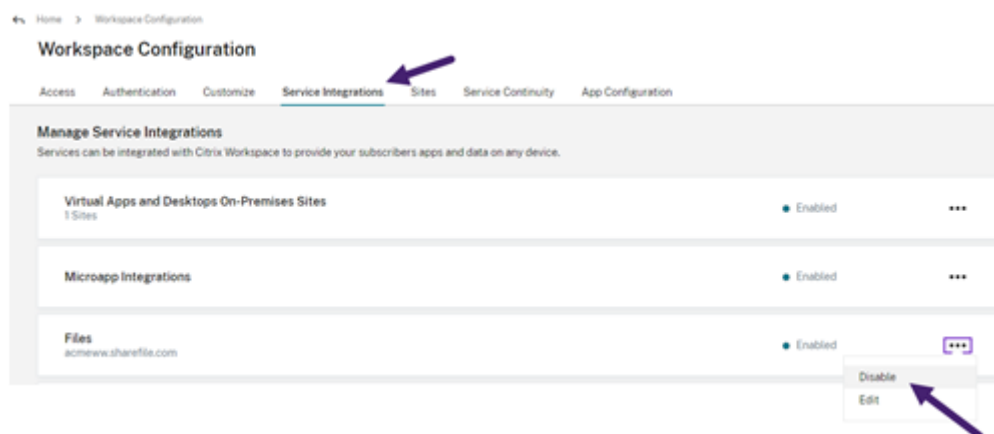 Home > Workspace Configuration
Workspace Configuration
Access Authentication Customize Service Integrations Sites Service Continuity App Configuration
Manage Service Integrations
Services can be integrated with Citrix Workspace to provide your subscribers apps and data on any device.
Virtual Apps and Desktops On-Premises Sites
1 Sites
Enabled
Microapp Integrations
Enabled
Files
acmeww.sharefile.com
Enabled
Disable
Edit